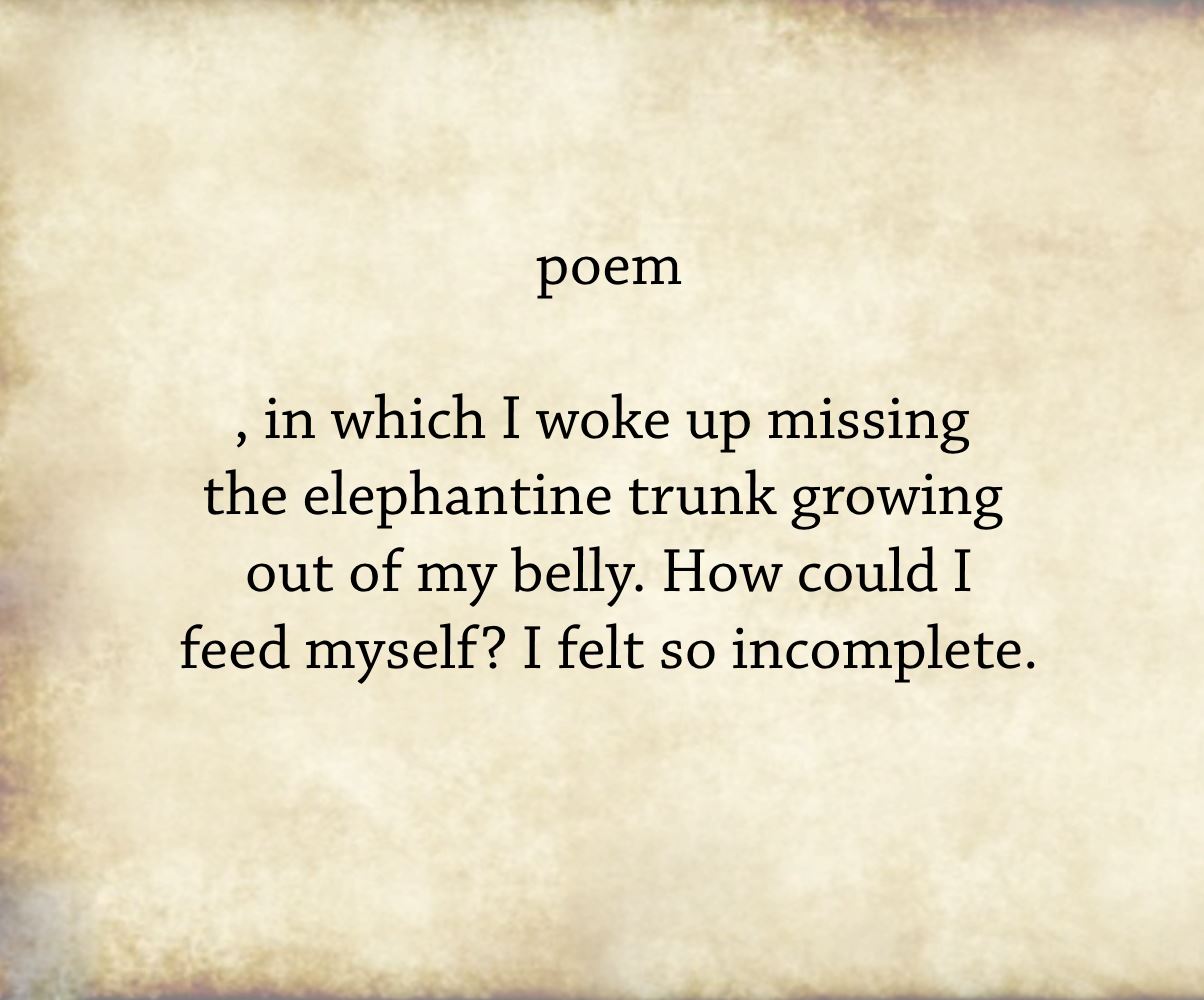 poem
, in which I woke up missing
the elephantine trunk growing
out of my belly. How could I
feed myself? I felt so incomplete.